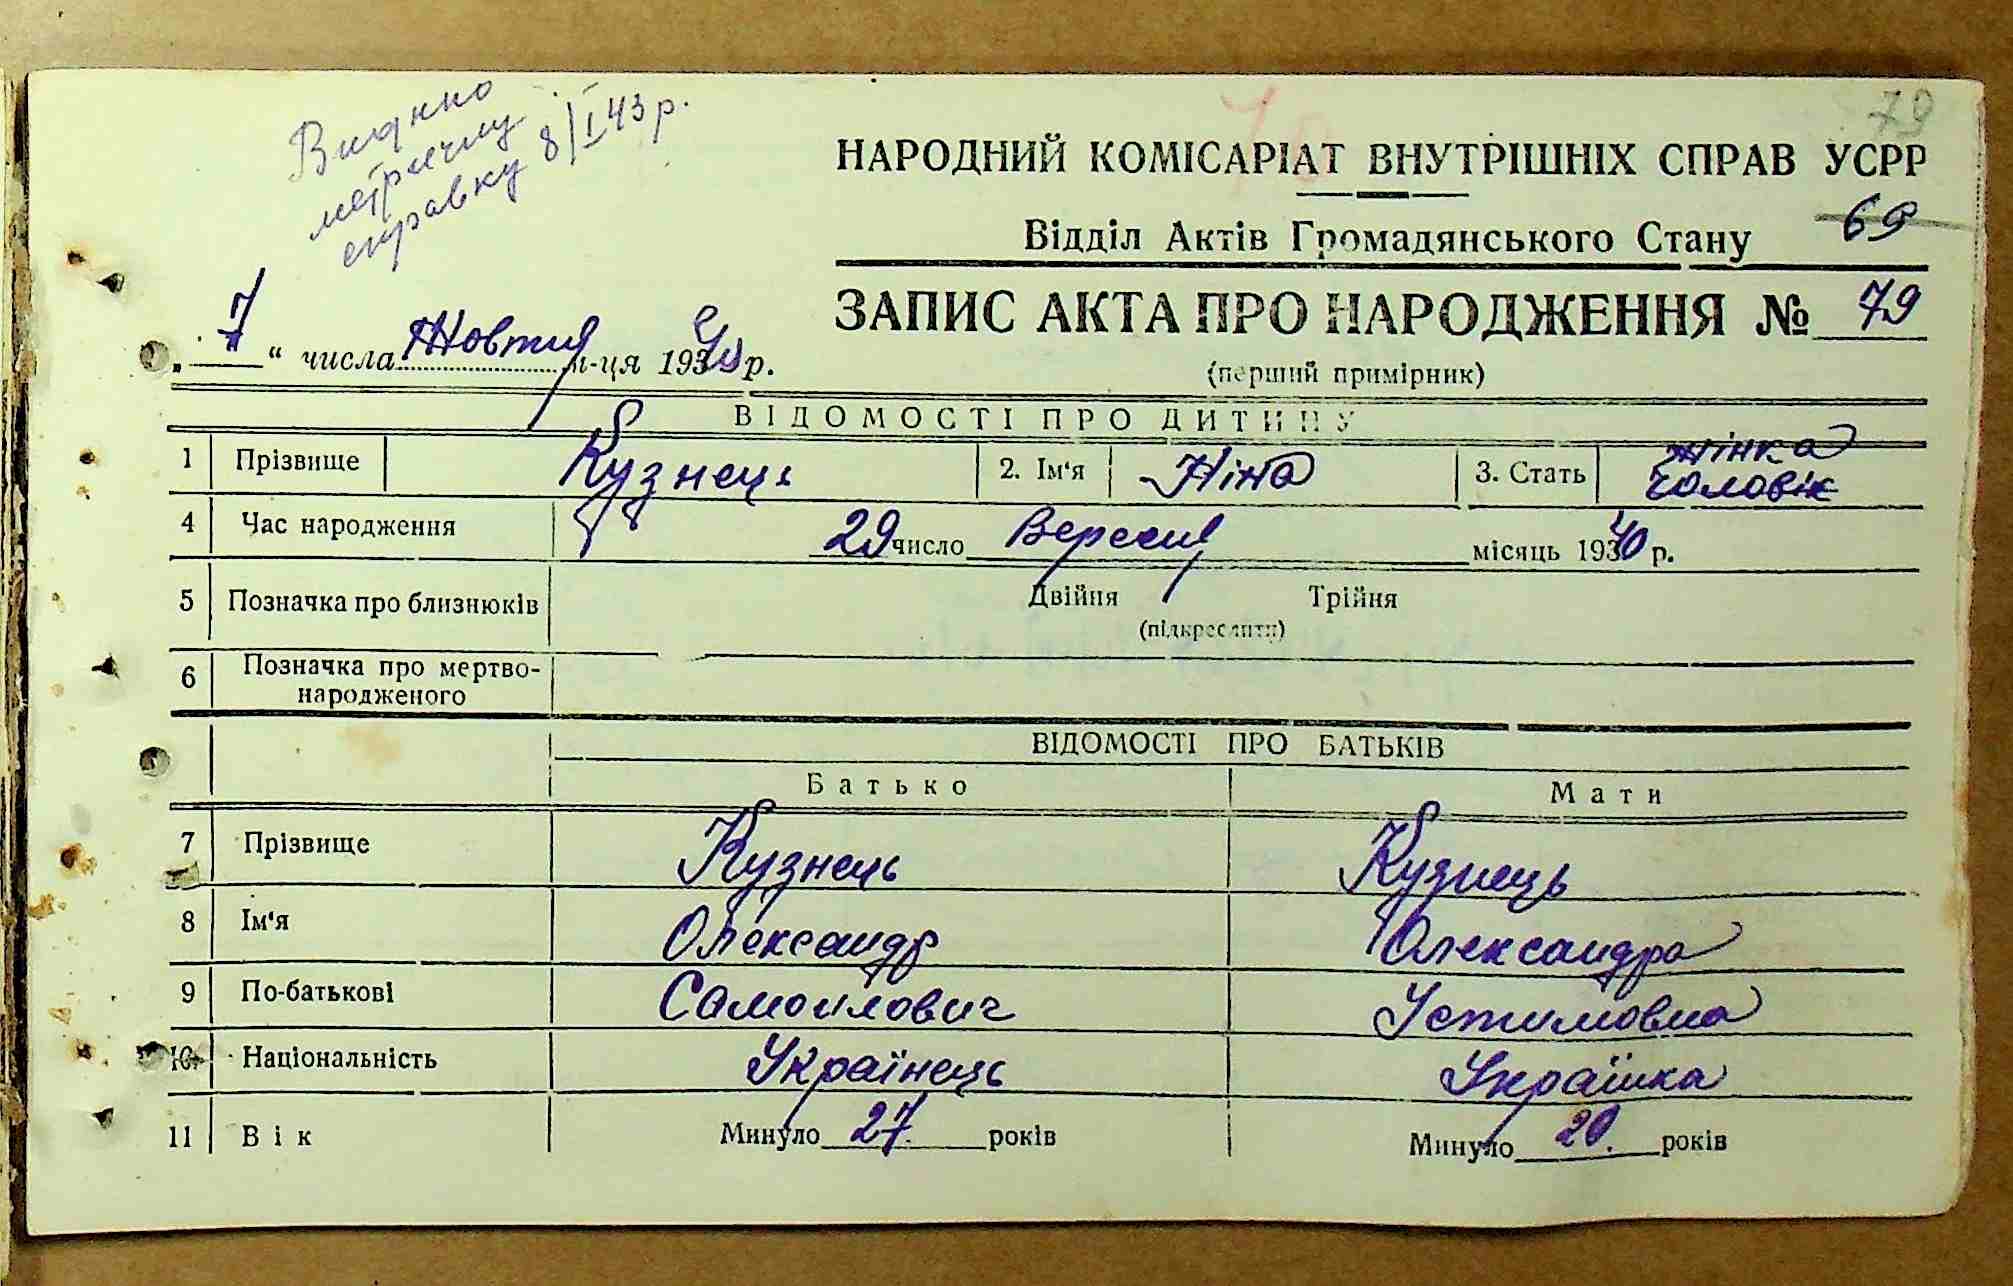 Видано
метричну
справку 8/I 43 р.
79
НАРОДНИЙ КОМІСАРІАТ ВНУТРІШНІХ СПРАВ УСРР
Відділ Актів Громадянського Стану 69
ЗАПИС АКТА ПРО НАРОДЖЕННЯ № 79
(перший примірник)
„7“ числа Жовтня м-ця 1940 р.
ВІДОМОСТІ ПРО ДИТИНУ
1 Прізвище Кузнець 2. Ім'я Ніна 3. Стать жінка чоловік
4 Час народження 29 число Вересня місяць 1940 р.
5 Позначка про близнюків Двійня Трійня
(підкреслити)
6 Позначка про мертво-
народженого
ВІДОМОСТІ ПРО БАТЬКІВ
Батько Мати
7 Прізвище Кузнець Кузнець
8 Ім'я Олександр Олександра
9 По-батькові Самоилович Устимовна
10 Національність Українець Українка
11 Вік Минуло 27 років Минуло 20 років